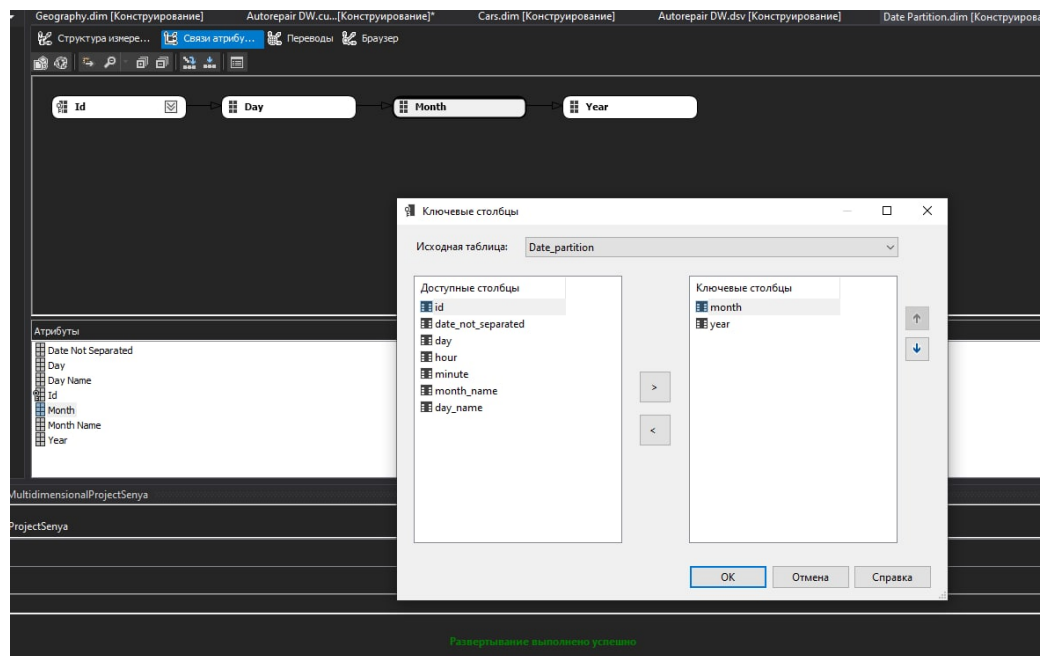 Geography.dim [Конструирование]
Autorepair DW.cu...[Конструирование]*
Cars.dim [Конструирование]
Autorepair DW.dsv [Конструирование]
Date Partition.dim [Конструирова
Структура измере...
Связи атрибу...
Переводы
Браузер
Id
Day
Month
Year
Ключевые столбцы
Исходная таблица:
Date_partition
Доступные столбцы
id
date_not_separated
day
hour
minute
month_name
day_name
>
<
Ключевые столбцы
month
year
OK
Отмена
Справка
Атрибуты
Date Not Separated
Day
Day Name
Id
Month
Month Name
Year
MultidimensionalProjectSenya
ProjectSenya
Развертывание выполнено успешно